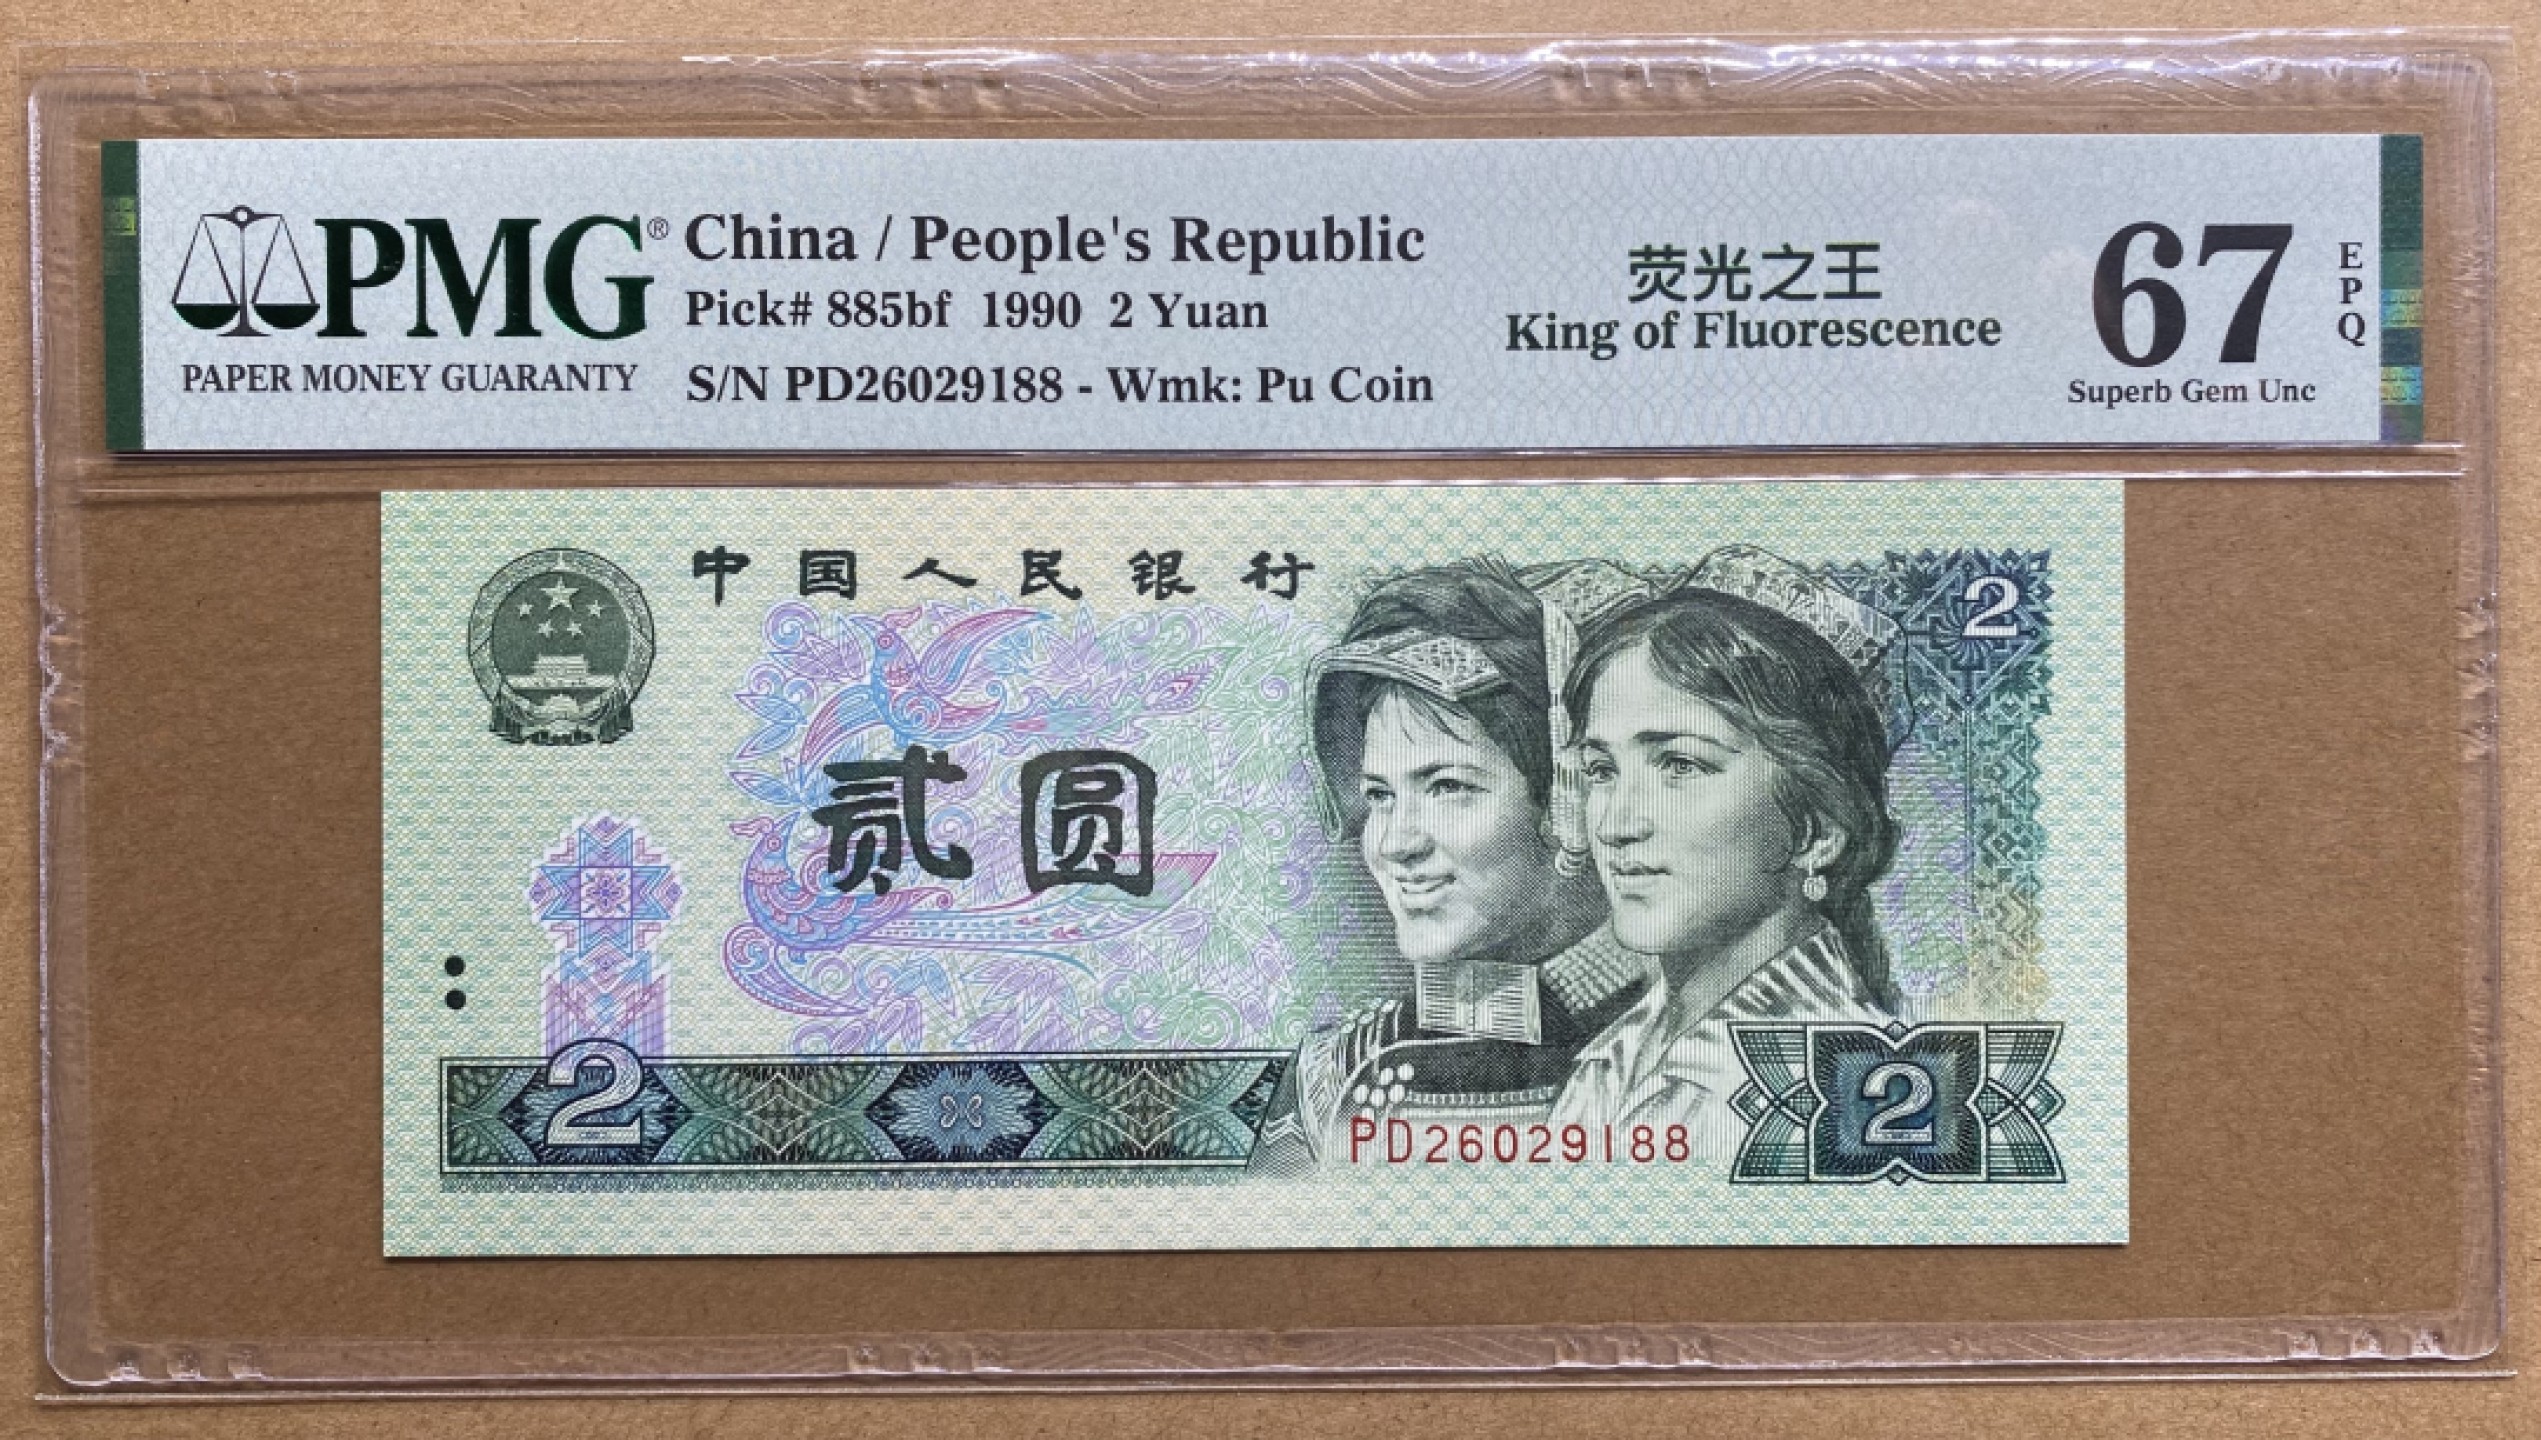 PMG®
PAPER MONEY GUARANTY
China / People's Republic
Pick# 885bf 1990 2 Yuan
S/N PD26029188 - Wmk: Pu Coin
荧光之王
King of Fluorescence
67
EPQ
Superb Gem Unc
中国人民银行
2
贰圆
2
PD26029188
2